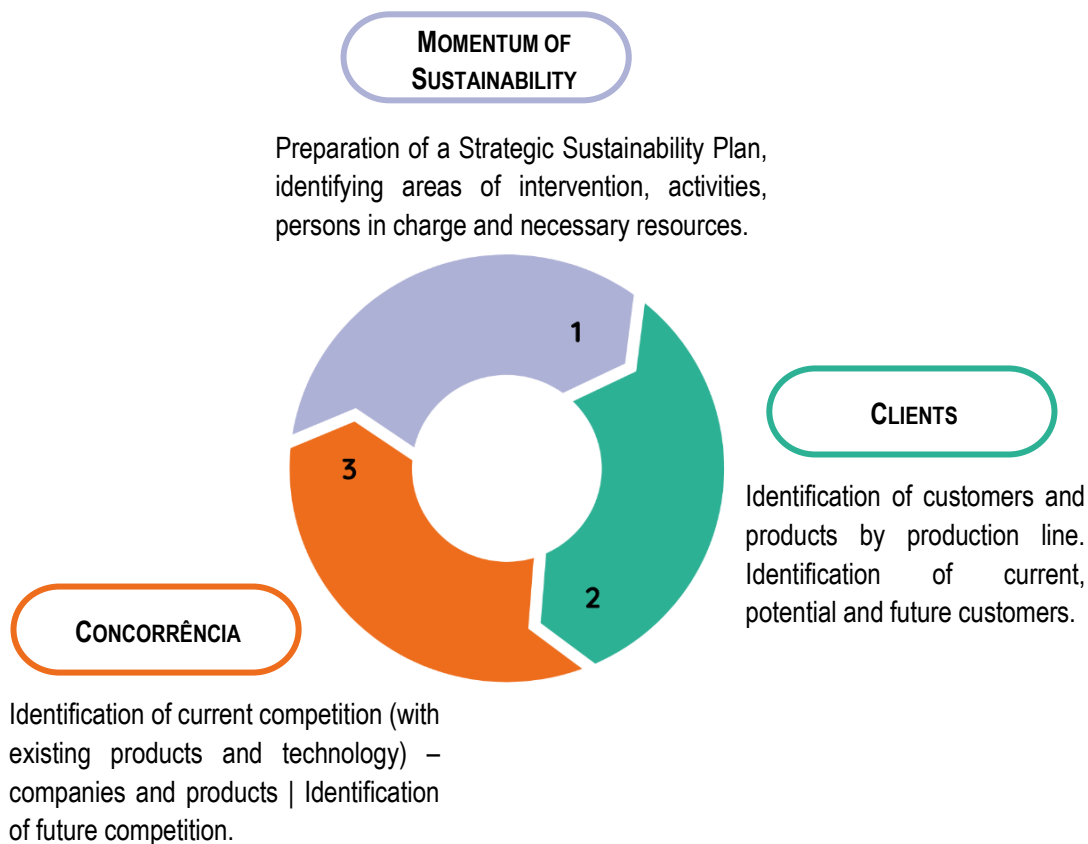 MOMENTUM OF
SUSTAINABILITY
Preparation of a Strategic Sustainability Plan,
identifying areas of intervention, activities,
persons in charge and necessary resources.
1
CLIENTS
Identification of customers and
products by production line.
Identification of current,
potential and future customers.
2
3
CONCORRÊNCIA
Identification of current competition (with
existing products and technology) –
companies and products | Identification
of future competition.